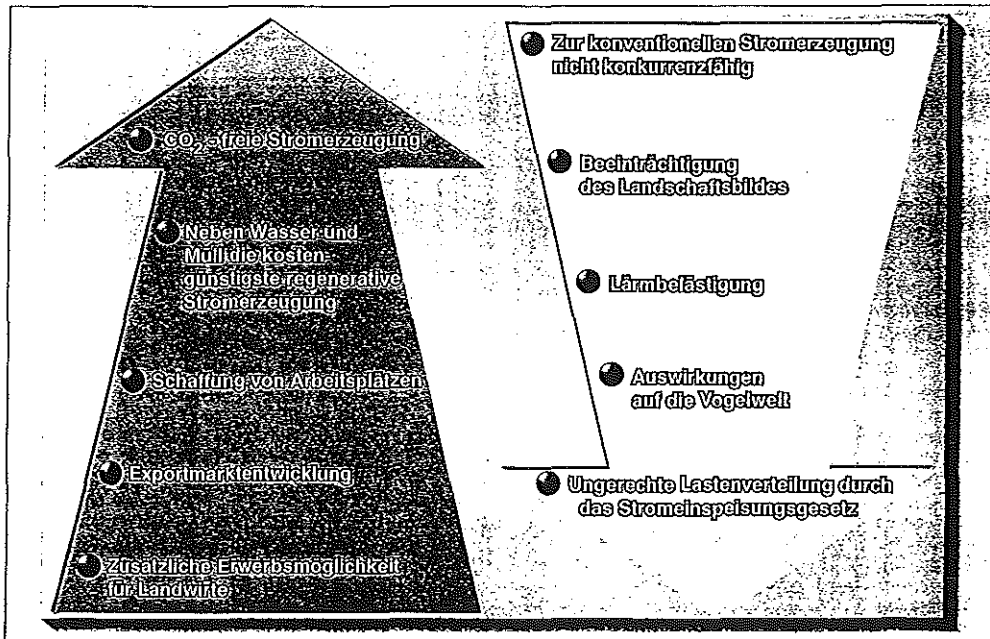 CO₂-freie Stromerzeugung
Neben Wasser und
Müll die kosten-
günstigste regenerative
Stromerzeugung
Schaffung von Arbeitsplätzen
Exportmarktentwicklung
Zusätzliche Erwerbsmöglichkeit
für Landwirte
Zur konventionellen Stromerzeugung
nicht konkurrenzfähig
Beeinträchtigung
des Landschaftsbildes
Lärmbelästigung
Auswirkungen
auf die Vogelwelt
Ungerechte Lastenverteilung durch
das Stromeinspeisungsgesetz